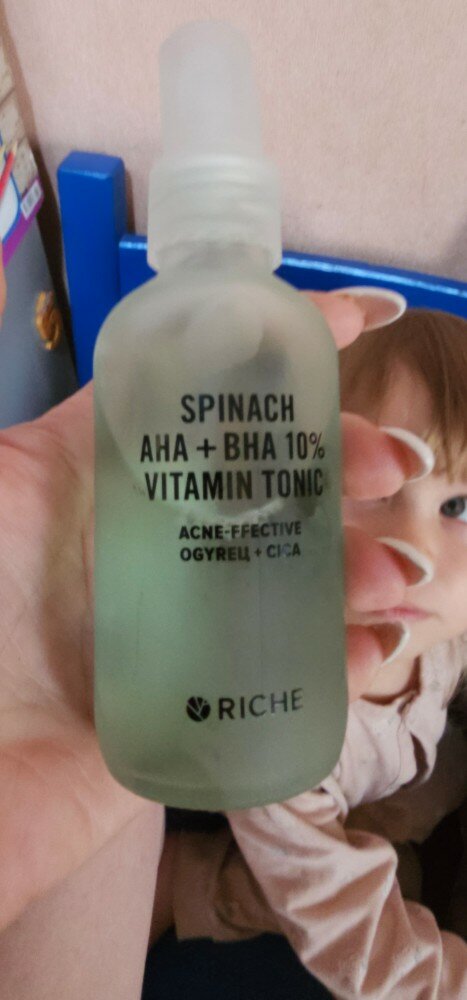 SPINACH
AHA + BHA 10%
VITAMIN TONIC
ACNE-FFECTIVE
OGYREЦ + CICA
RICHE